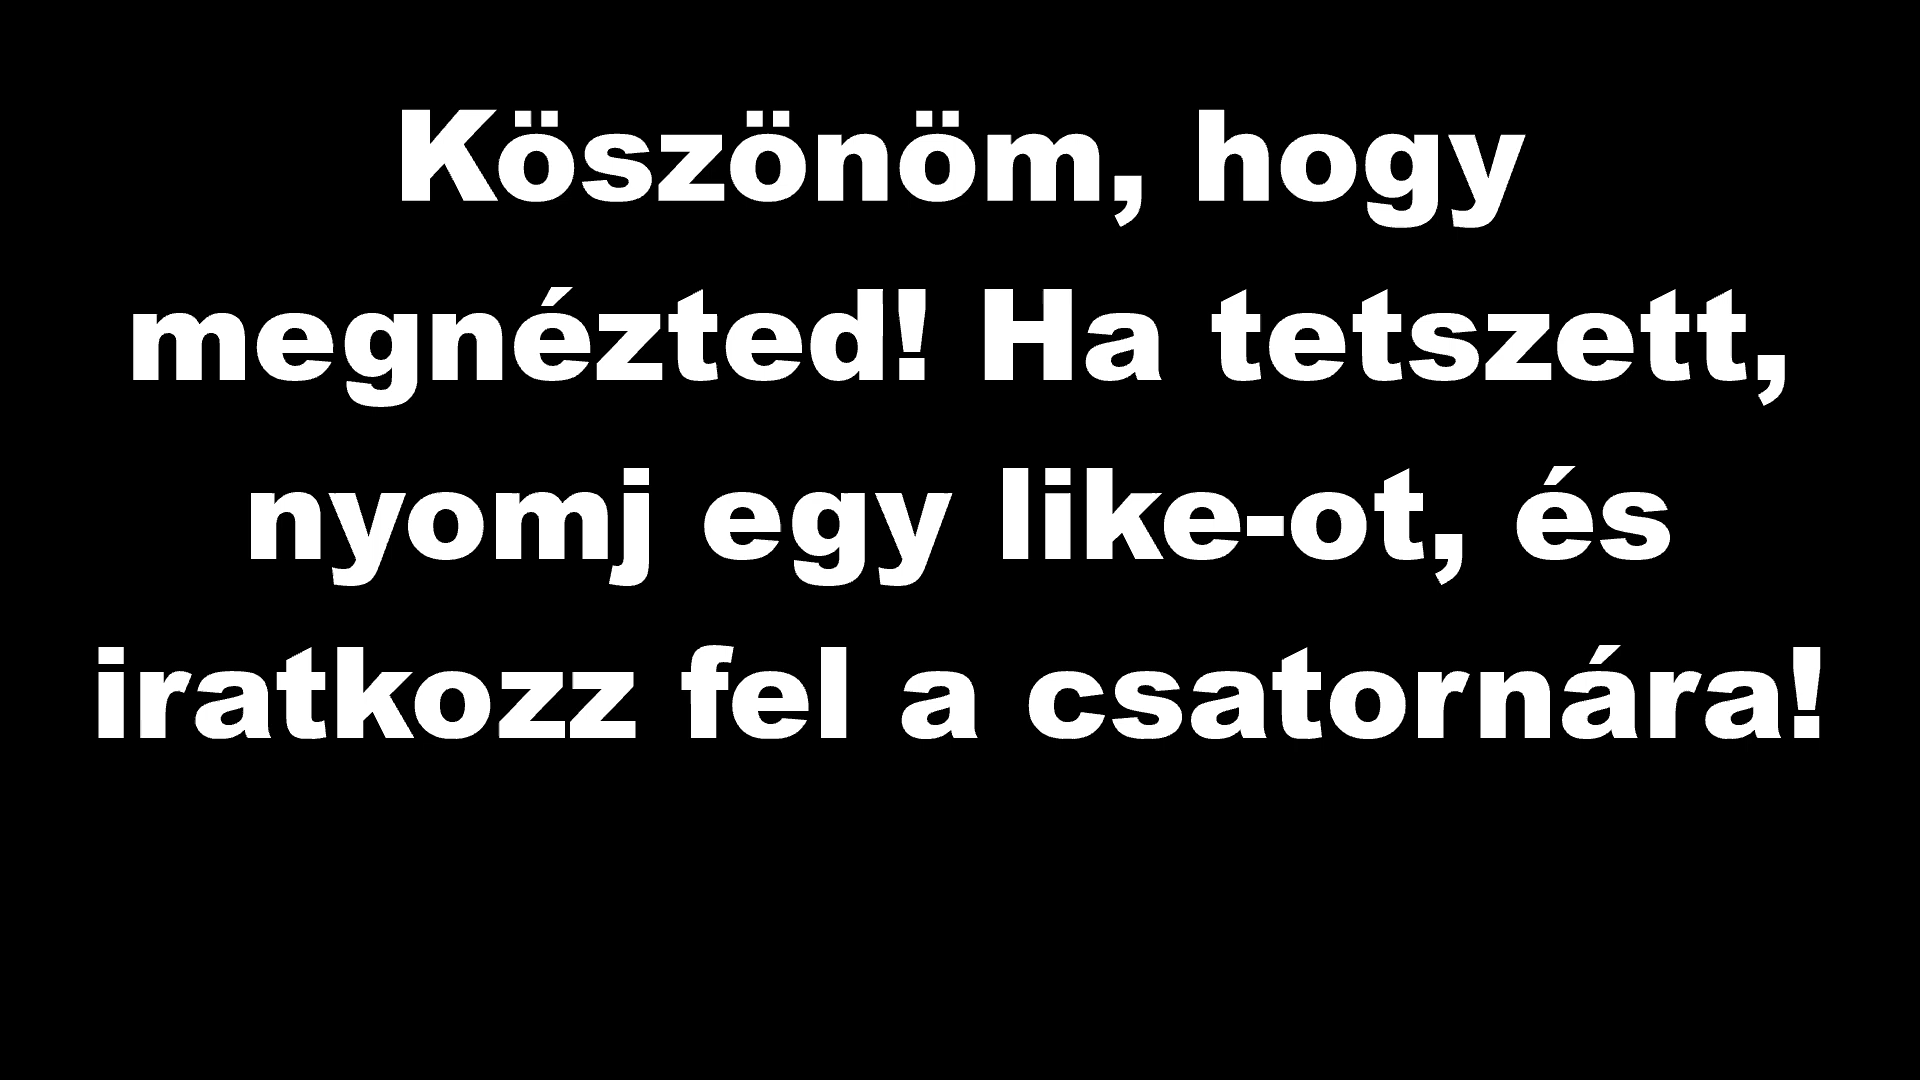 Köszönöm, hogy
megnézted! Ha tetszett,
nyomj egy like-ot, és
iratkozz fel a csatornára!